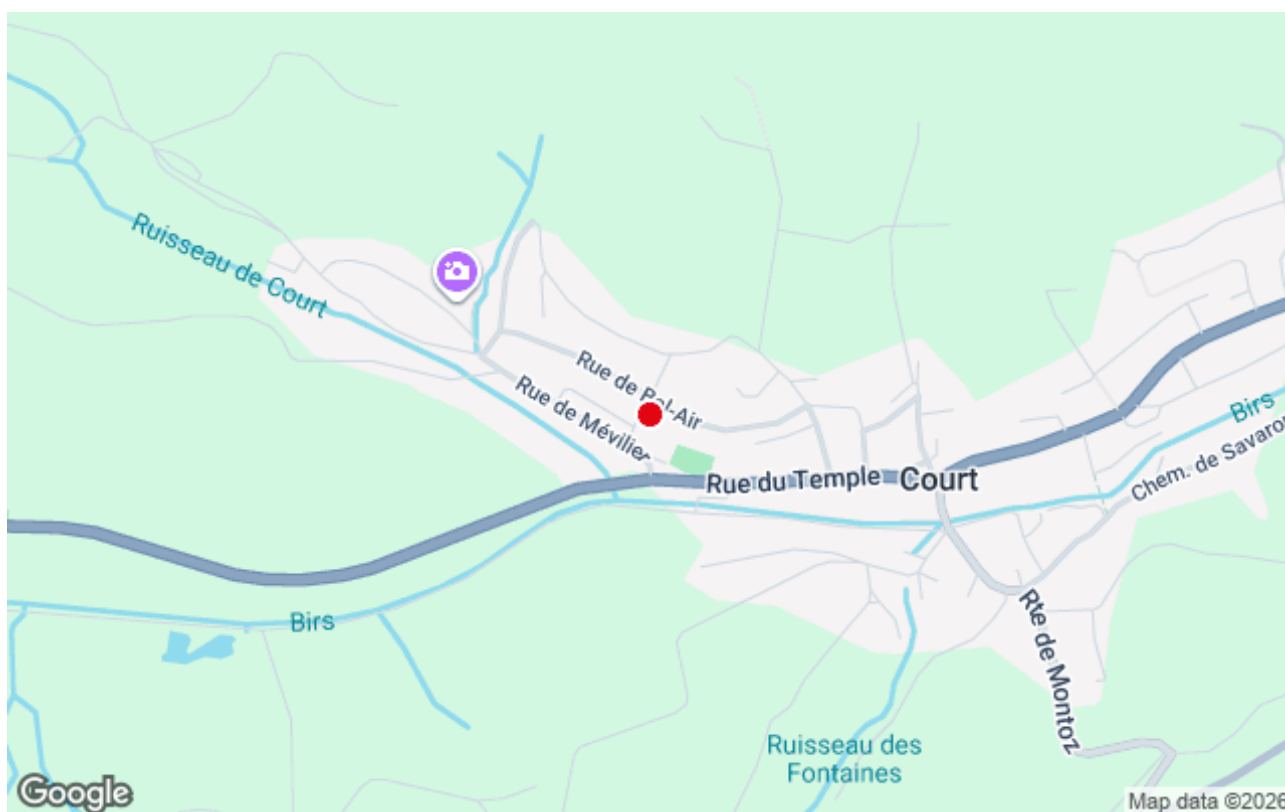 Ruisseau de Court
Rue de Bel-Air
Rue de Mévilier
Rue du Temple
Court
Birs
Chem. de Savaron
Birs
Rte de Montoz
Ruisseau des
Fontaines
Google
Map data ©2026